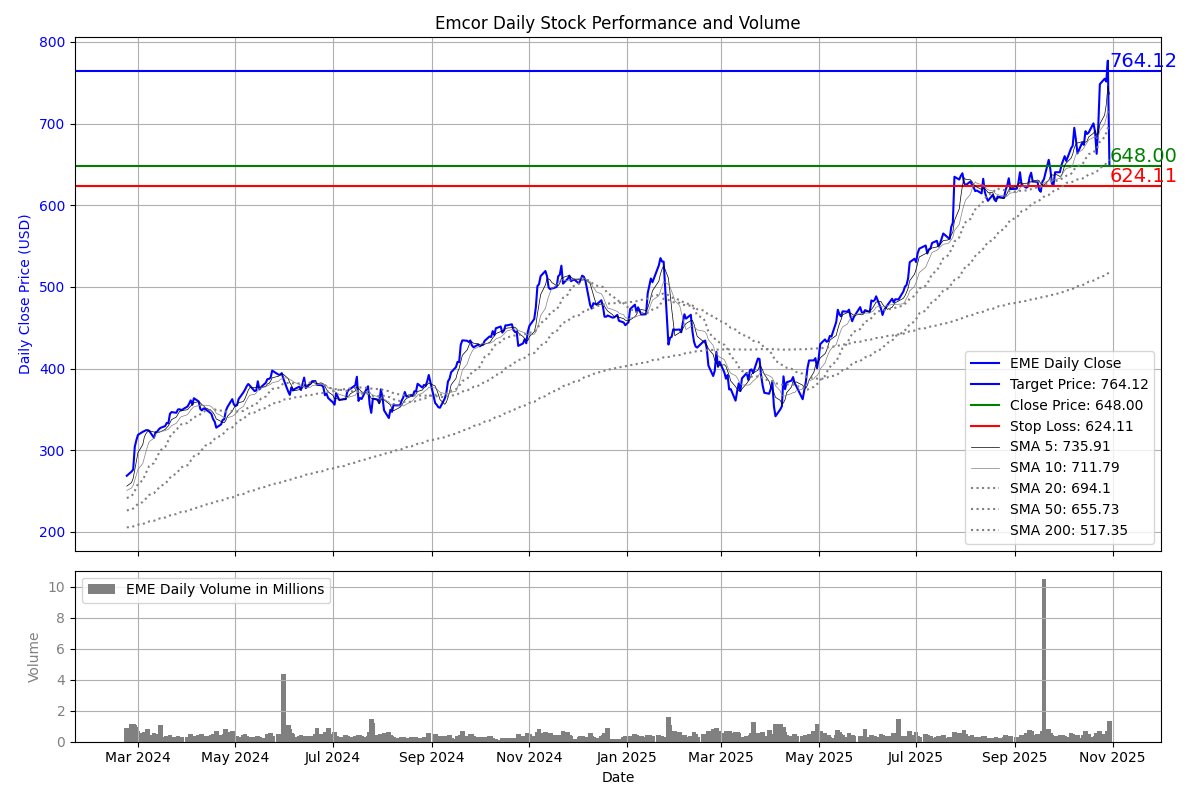 Emcor Daily Stock Performance and Volume
800
700
600
500
400
300
200
Daily Close Price (USD)
764.12
648.00
624.11
EME Daily Close
Target Price: 764.12
Close Price: 648.00
Stop Loss: 624.11
SMA 5: 735.91
SMA 10: 711.79
SMA 20: 694.1
SMA 50: 655.73
SMA 200: 517.35
EME Daily Volume in Millions
10
8
6
4
2
0
Volume
Mar 2024 May 2024 Jul 2024 Sep 2024 Nov 2024 Jan 2025 Mar 2025 May 2025 Jul 2025 Sep 2025 Nov 2025
Date